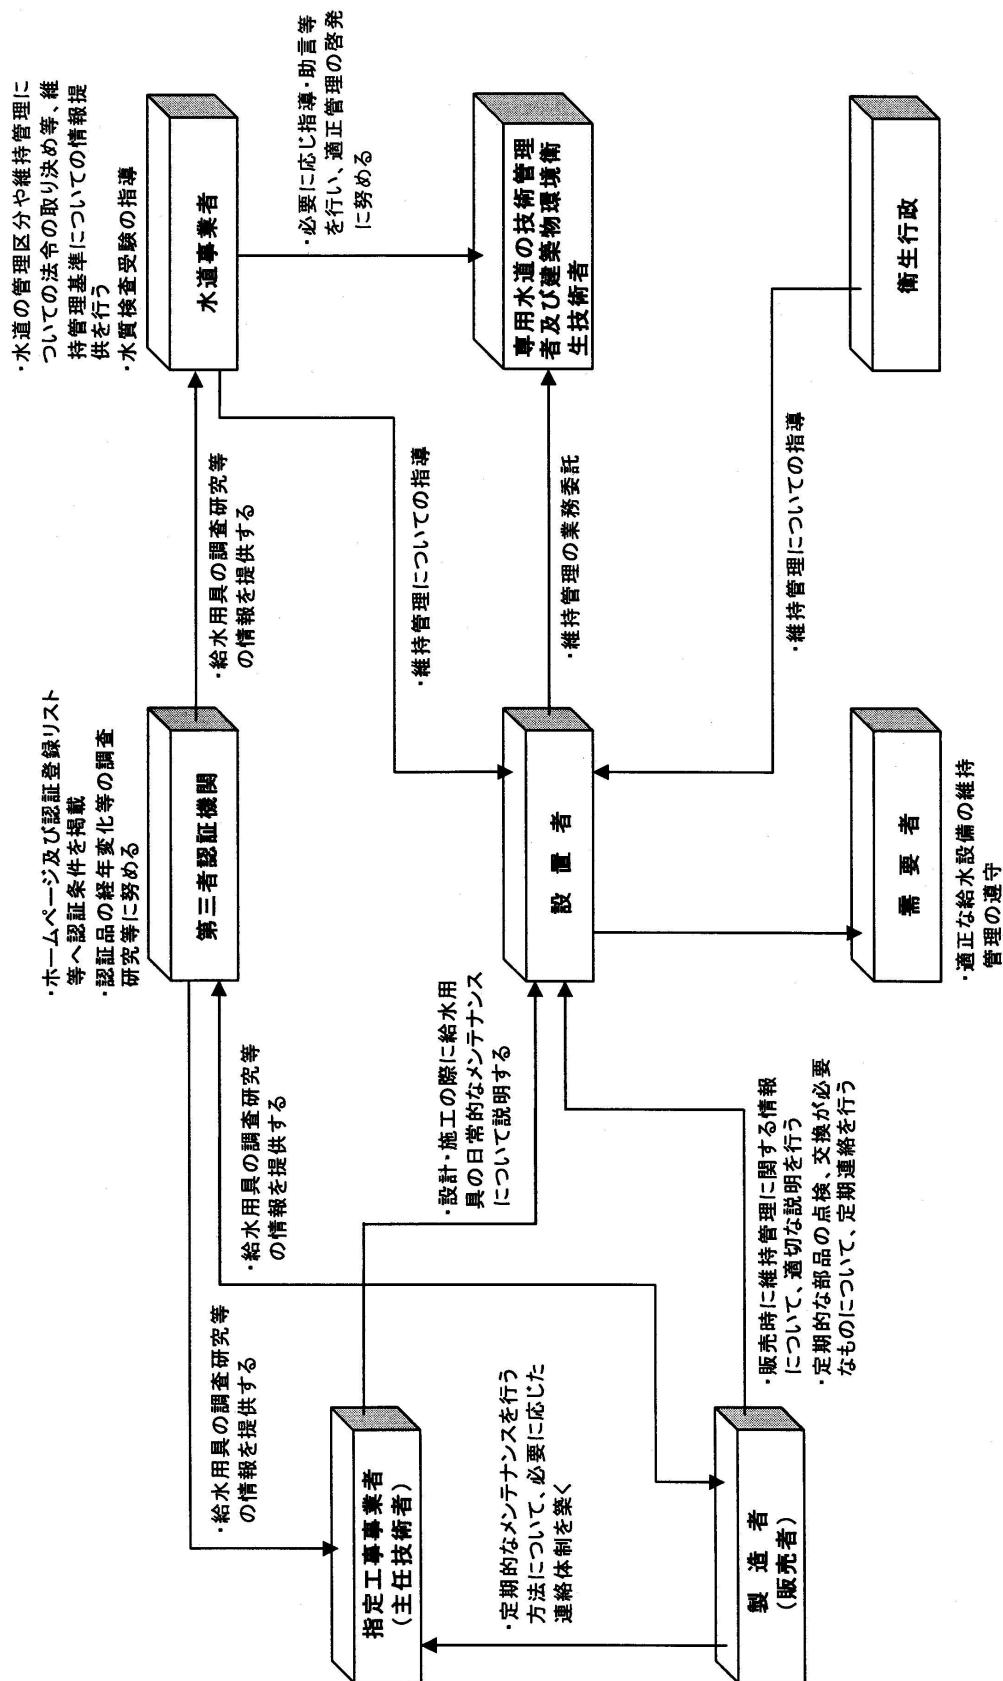 ・ホームページ及び認証登録リスト
等へ認証条件を掲載
・認証品の経年変化等の調査
研究等に努める
第三者認証機関
・水道の管理区分や維持管理に
ついての法令の取り決め等、維
持管理基準についての情報提
供を行う
・水質検査受験の指導
水道事業者
・給水用具の調査研究等
の情報を提供する
・給水用具の調査研究等
の情報を提供する
・給水用具の調査研究等
の情報を提供する
・必要に応じ指導・助言等
を行い、適正管理の啓発
に努める
指定工事事業者
(主任技術者)
・設計・施工の際に給水用
具の日常的なメンテナンス
について説明する
・維持管理についての指導
設 置 者
・維持管理の業務委託
専用水道の技術管理
者及び建築物環境衛
生技術者
・定期的なメンテナンスを行う
方法について、必要に応じた
連絡体制を築く
製 造 者
(販売者)
・販売時に維持管理に関する情報
について、適切な説明を行う
・定期的な部品の点検、交換が必要
なものについて、定期連絡を行う
・維持管理についての指導
需 要 者
・適正な給水設備の維持
管理の遵守
衛生行政